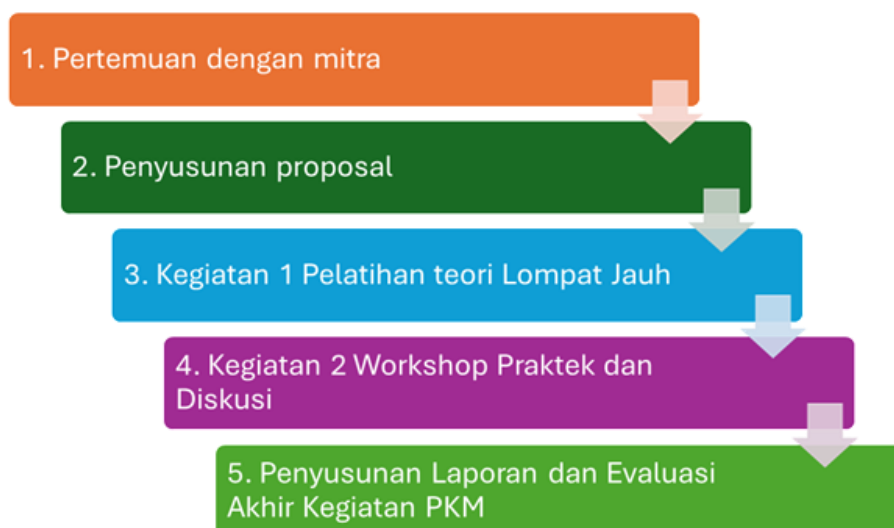 1. Pertemuan dengan mitra
2. Penyusunan proposal
3. Kegiatan 1 Pelatihan teori Lompat Jauh
4. Kegiatan 2 Workshop Praktek dan
Diskusi
5. Penyusunan Laporan dan Evaluasi
Akhir Kegiatan PKM